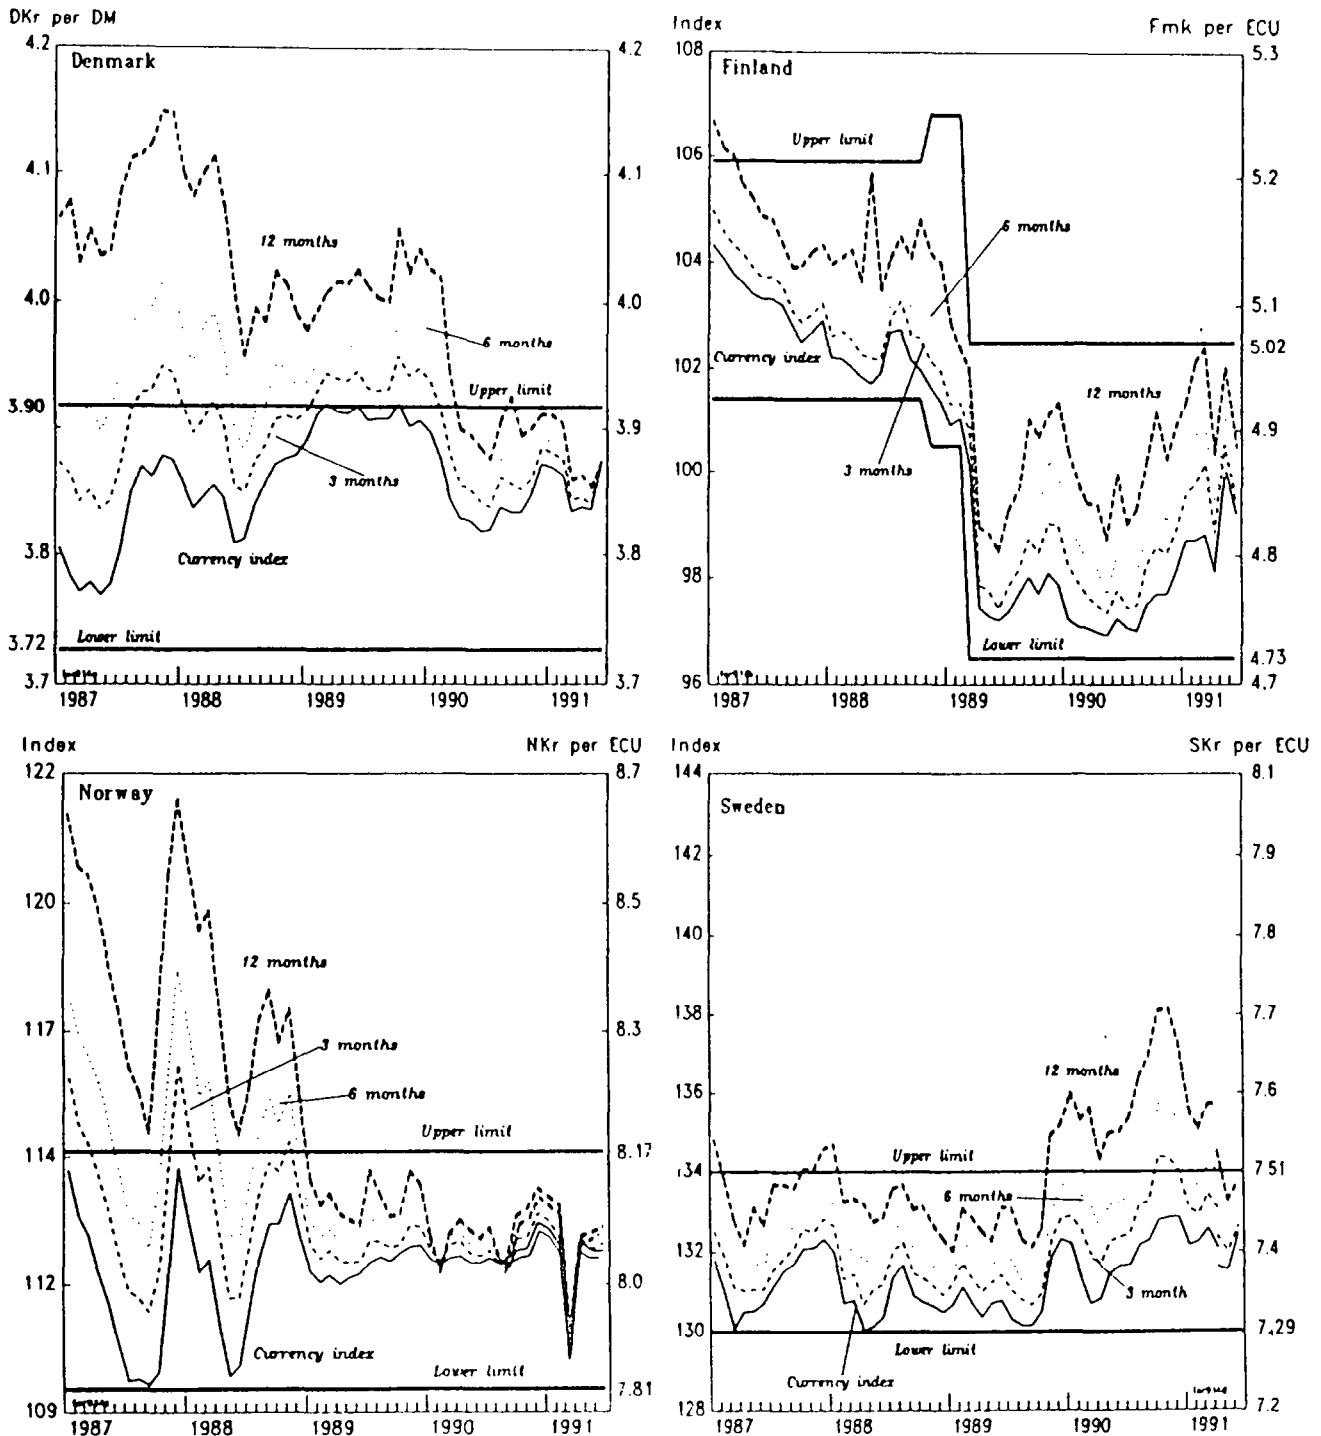 DKr per DM
4.2
4.2
Denmark
4.1
4.1
12 months
4.0
4.0
6 months
Upper limit
3.90
3.9
3 months
Currency index
3.8
3.8
3.72
Lower limit
3.7
3.7
1987
1988
1989
1990
1991
Index
Fmk per ECU
108
5.3
Finland
Upper limit
106
5.2
6 months
104
5.1
5.02
Currency index
102
12 months
4.9
3 months
100
4.8
98
Lower limit
4.73
96
4.7
1987
1988
1989
1990
1991
Index
NKr per ECU
122
8.7
Norway
120
8.5
12 months
117
8.3
3 months
6 months
Upper limit
114
8.17
112
8.0
Currency index
Lower limit
7.81
109
1987
1988
1989
1990
1991
Index
SKr per ECU
144
8.1
Sweden
142
7.9
140
7.8
138
7.7
12 months
136
7.6
Upper limit
134
7.51
6 months
132
7.4
3 month
130
7.29
Lower limit
Currency index
128
7.2
1987
1988
1989
1990
1991